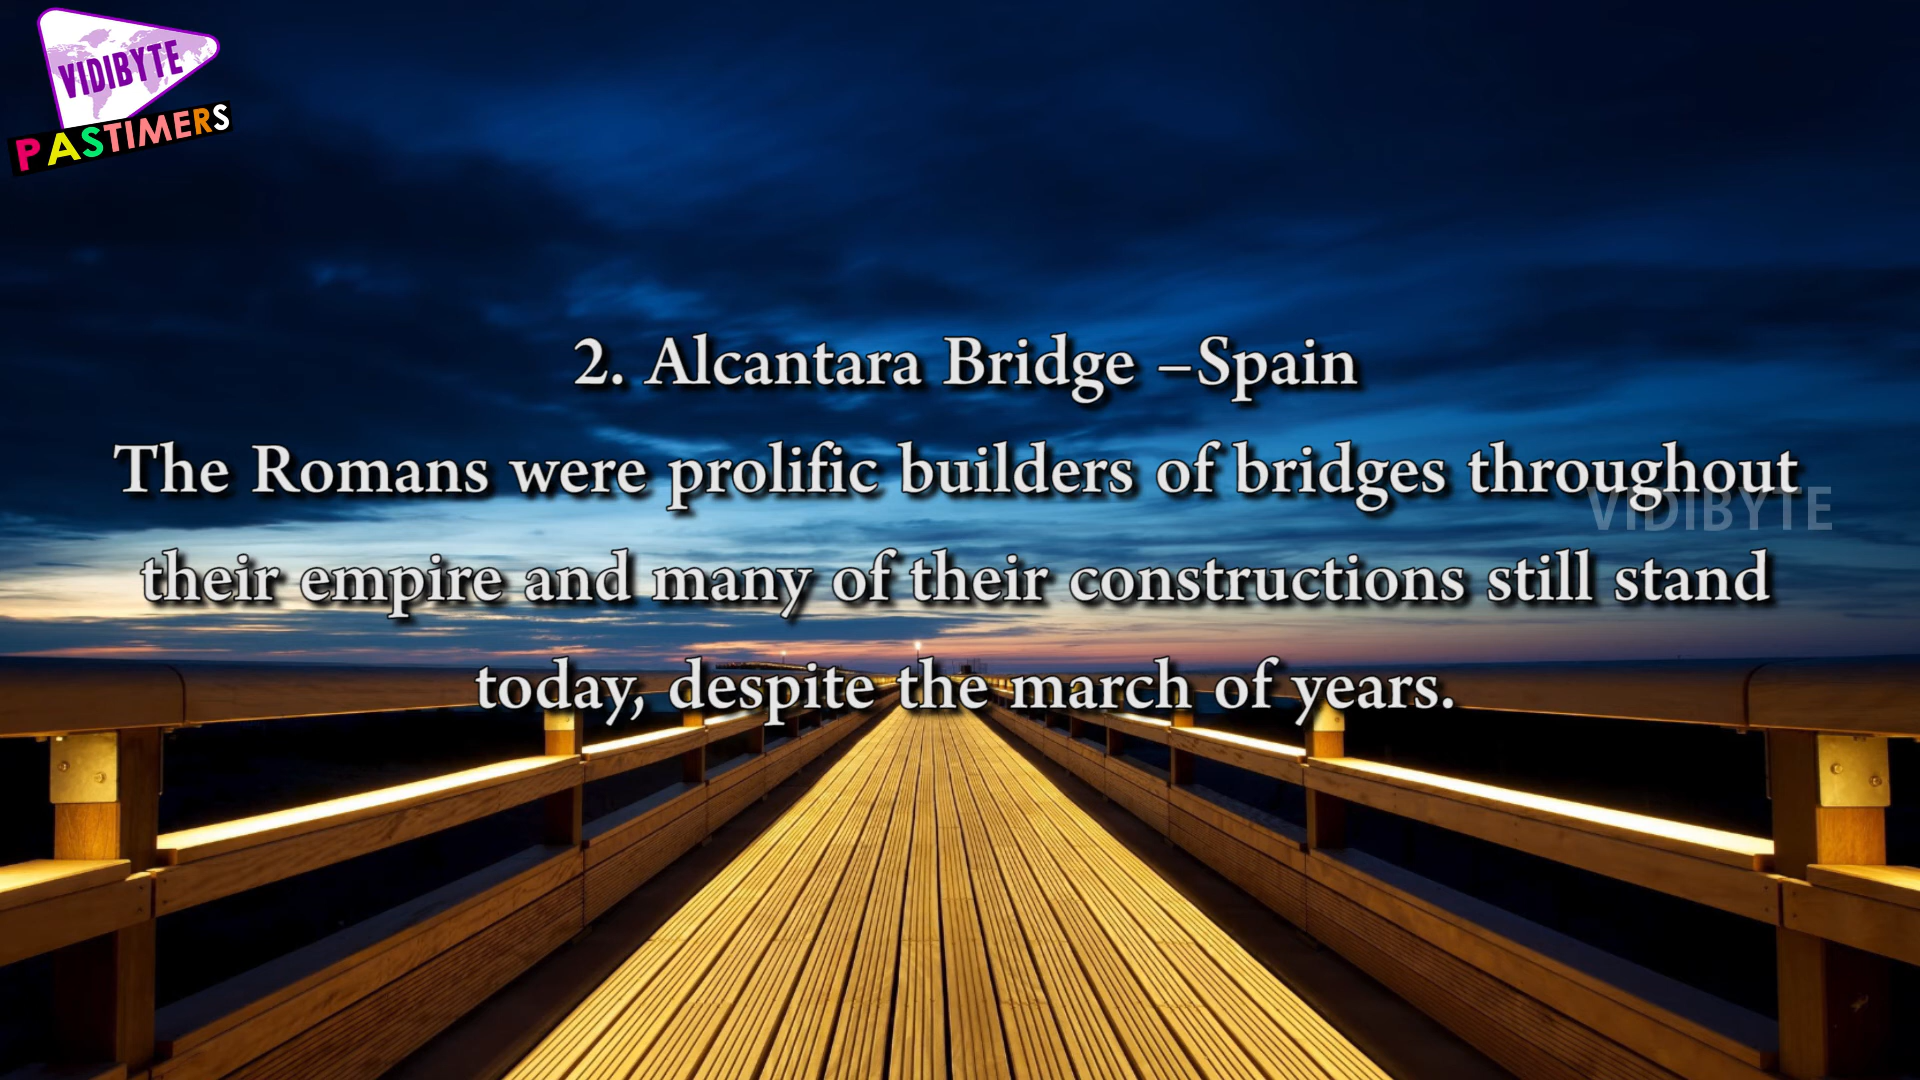 VIDIBYTE
PASTIMERS
2. Alcantara Bridge –Spain
The Romans were prolific builders of bridges throughout
VIDIBYTE
their empire and many of their constructions still stand
today, despite the march of years.